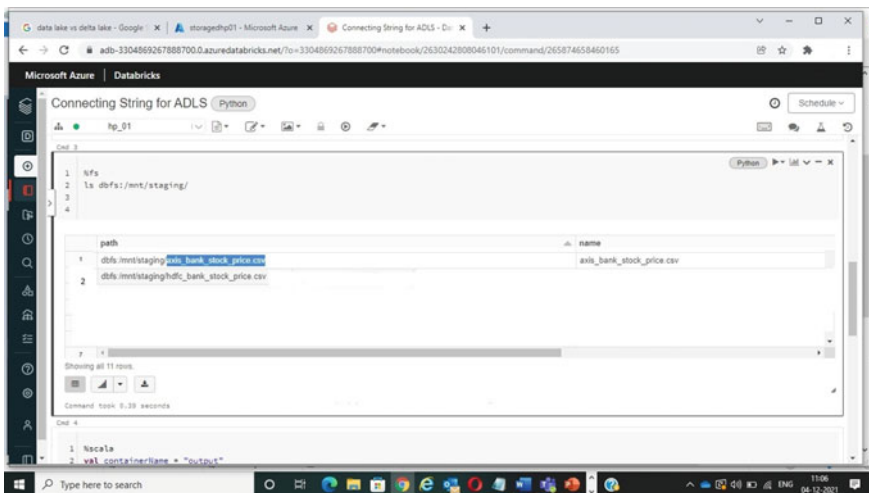 data lake vs delta lake - Google
storagedhp01 - Microsoft Azure
Connecting String for ADLS - Da
adb-3304869267888700.0.azuredatabricks.net/?o=3304869267888700#notebook/2630242808046101/command/265874658460165
Microsoft Azure | Databricks
Connecting String for ADLS Python
Schedule
hp_01
Cmd 3
Python
1 %fs
2 ls dbfs:/mnt/staging/
3
4
path name
1 dbfs:/mnt/staging/axis_bank_stock_price.csv axis_bank_stock_price.csv
2 dbfs:/mnt/staging/hdfc_bank_stock_price.csv
7
Showing all 11 rows.
Command took 0.39 seconds
Cmd 4
1 %scala
2 val containerName = "output"
Type here to search
ENG
11:06
04-12-2021